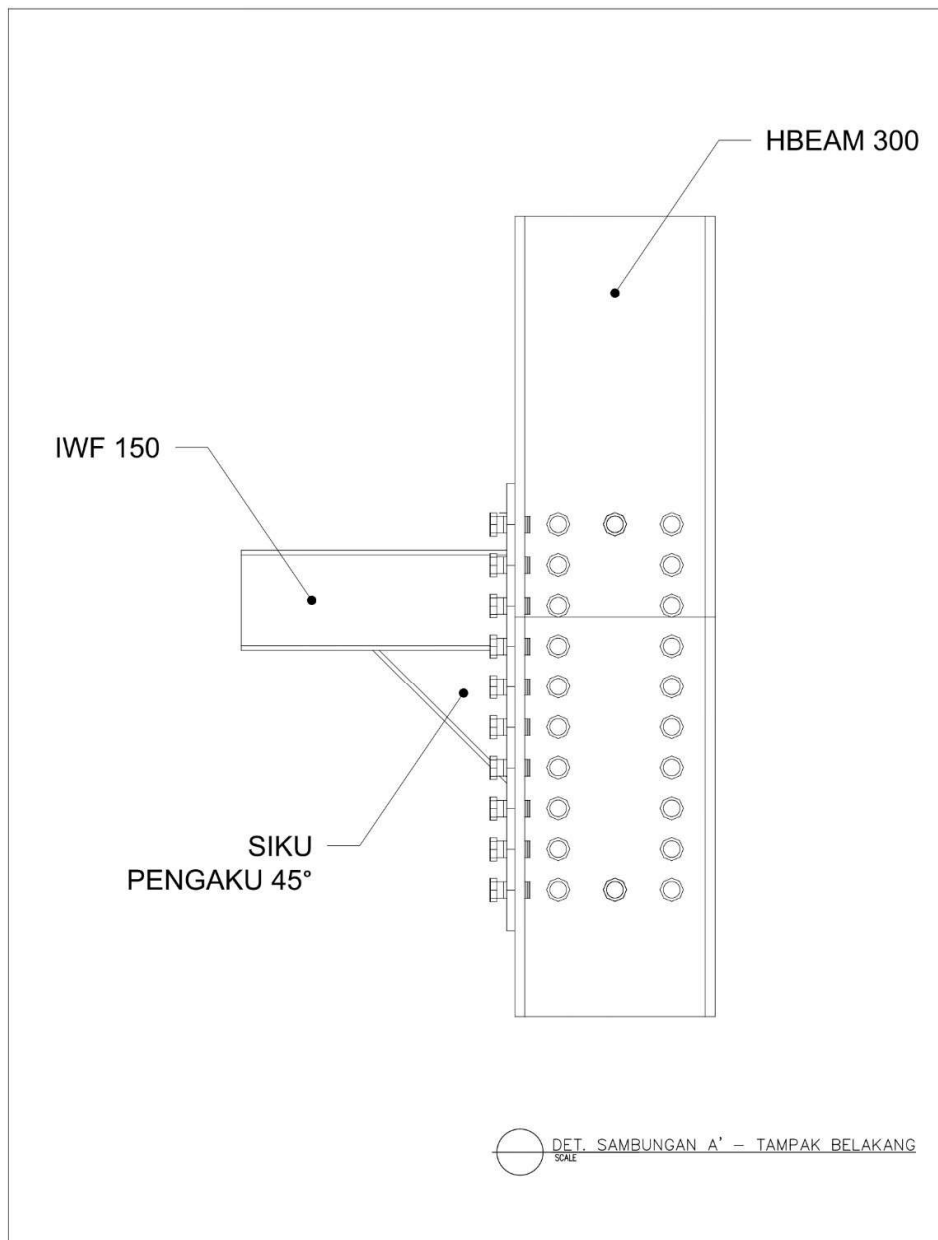 HBEAM 300
IWF 150
SIKU
PENGAKU 45°
DET. SAMBUNGAN A' – TAMPAK BELAKANG
SCALE